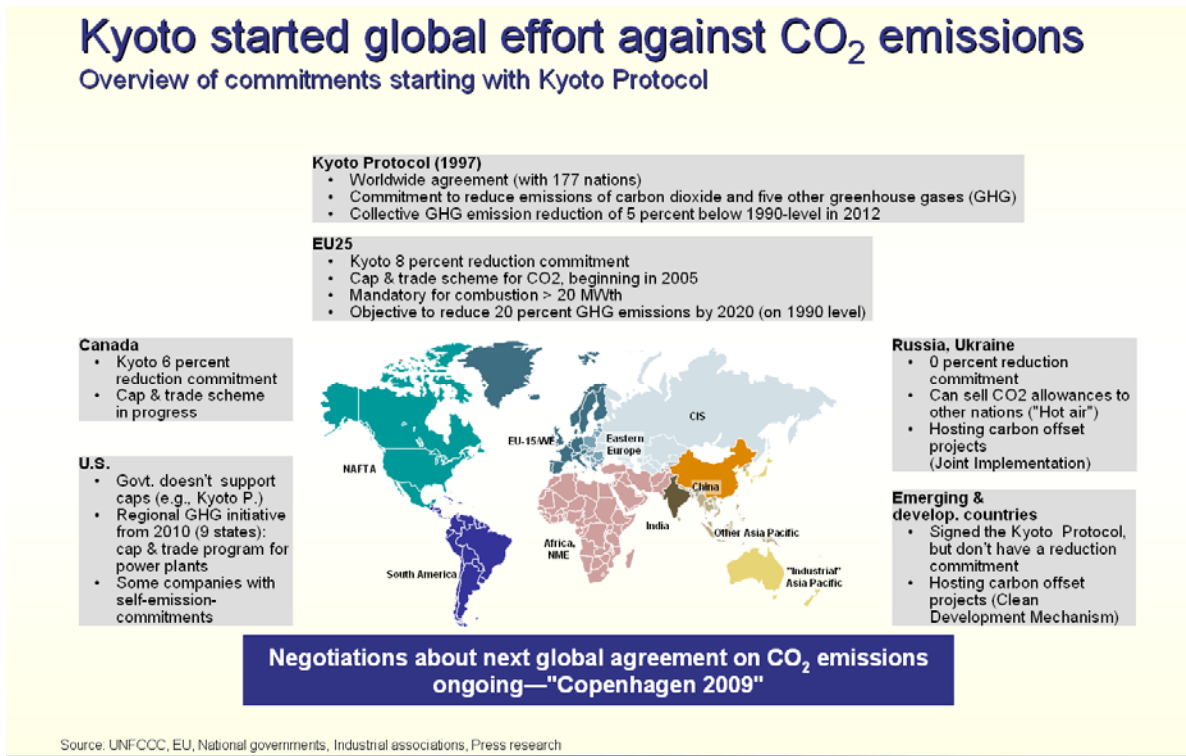 Kyoto started global effort against CO2 emissions
Overview of commitments starting with Kyoto Protocol
Kyoto Protocol (1997)
• Worldwide agreement (with 177 nations)
• Commitment to reduce emissions of carbon dioxide and five other greenhouse gases (GHG)
• Collective GHG emission reduction of 5 percent below 1990-level in 2012
EU25
• Kyoto 8 percent reduction commitment
• Cap & trade scheme for CO2, beginning in 2005
• Mandatory for combustion > 20 MWth
• Objective to reduce 20 percent GHG emissions by 2020 (on 1990 level)
Canada
• Kyoto 6 percent
reduction commitment
• Cap & trade scheme
in progress
U.S.
• Govt. doesn't support
caps (e.g., Kyoto P.)
• Regional GHG initiative
from 2010 (9 states):
cap & trade program for
power plants
• Some companies with
self-emission-
commitments
CIS
EU-15/WE
Eastern
Europe
NAFTA
China
India
Other Asia Pacific
Africa,
NME
South America
"Industrial"
Asia Pacific
Russia, Ukraine
• 0 percent reduction
commitment
• Can sell CO2 allowances to
other nations ("Hot air")
• Hosting carbon offset
projects
(Joint Implementation)
Emerging &
develop. countries
• Signed the Kyoto Protocol,
but don't have a reduction
commitment
• Hosting carbon offset
projects (Clean
Development Mechanism)
Negotiations about next global agreement on CO2 emissions
ongoing—"Copenhagen 2009"
Source: UNFCCC, EU, National governments, Industrial associations, Press research